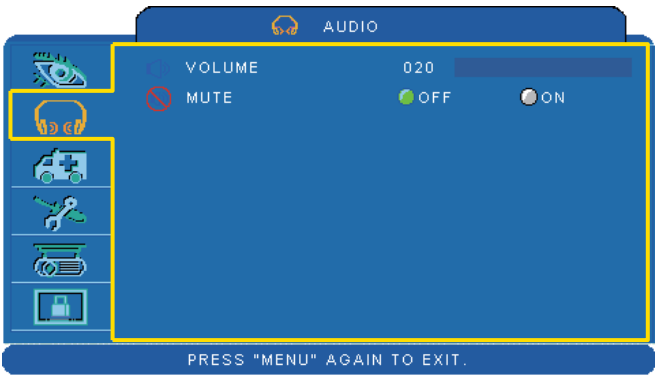 AUDIO
VOLUME 020
MUTE OFF ON
PRESS "MENU" AGAIN TO EXIT.